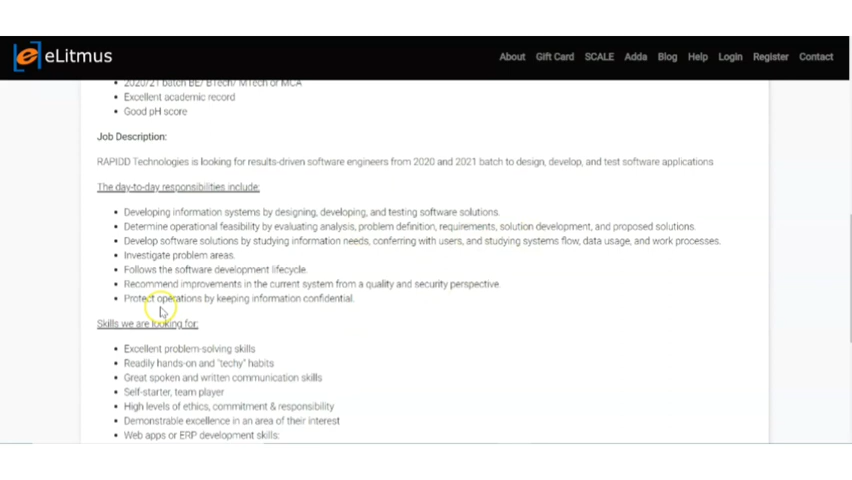 eLitmus
About Gift Card SCALE Adda Blog Help Login Register Contact
2020/21 batch BE/ BTech/ MTech or MCA
Excellent academic record
Good pH score
Job Description:
RAPIDD Technologies is looking for results-driven software engineers from 2020 and 2021 batch to design, develop, and test software applications
The day-to-day responsibilities include:
Developing information systems by designing, developing, and testing software solutions.
Determine operational feasibility by evaluating analysis, problem definition, requirements, solution development, and proposed solutions.
Develop software solutions by studying information needs, conferring with users, and studying systems flow, data usage, and work processes.
Investigate problem areas.
Follows the software development lifecycle.
Recommend improvements in the current system from a quality and security perspective.
Protect operations by keeping information confidential.
Skills we are looking for:
Excellent problem-solving skills
Readily hands-on and "techy" habits
Great spoken and written communication skills
Self-starter, team player
High levels of ethics, commitment & responsibility
Demonstrable excellence in an area of their interest
Web apps or ERP development skills: